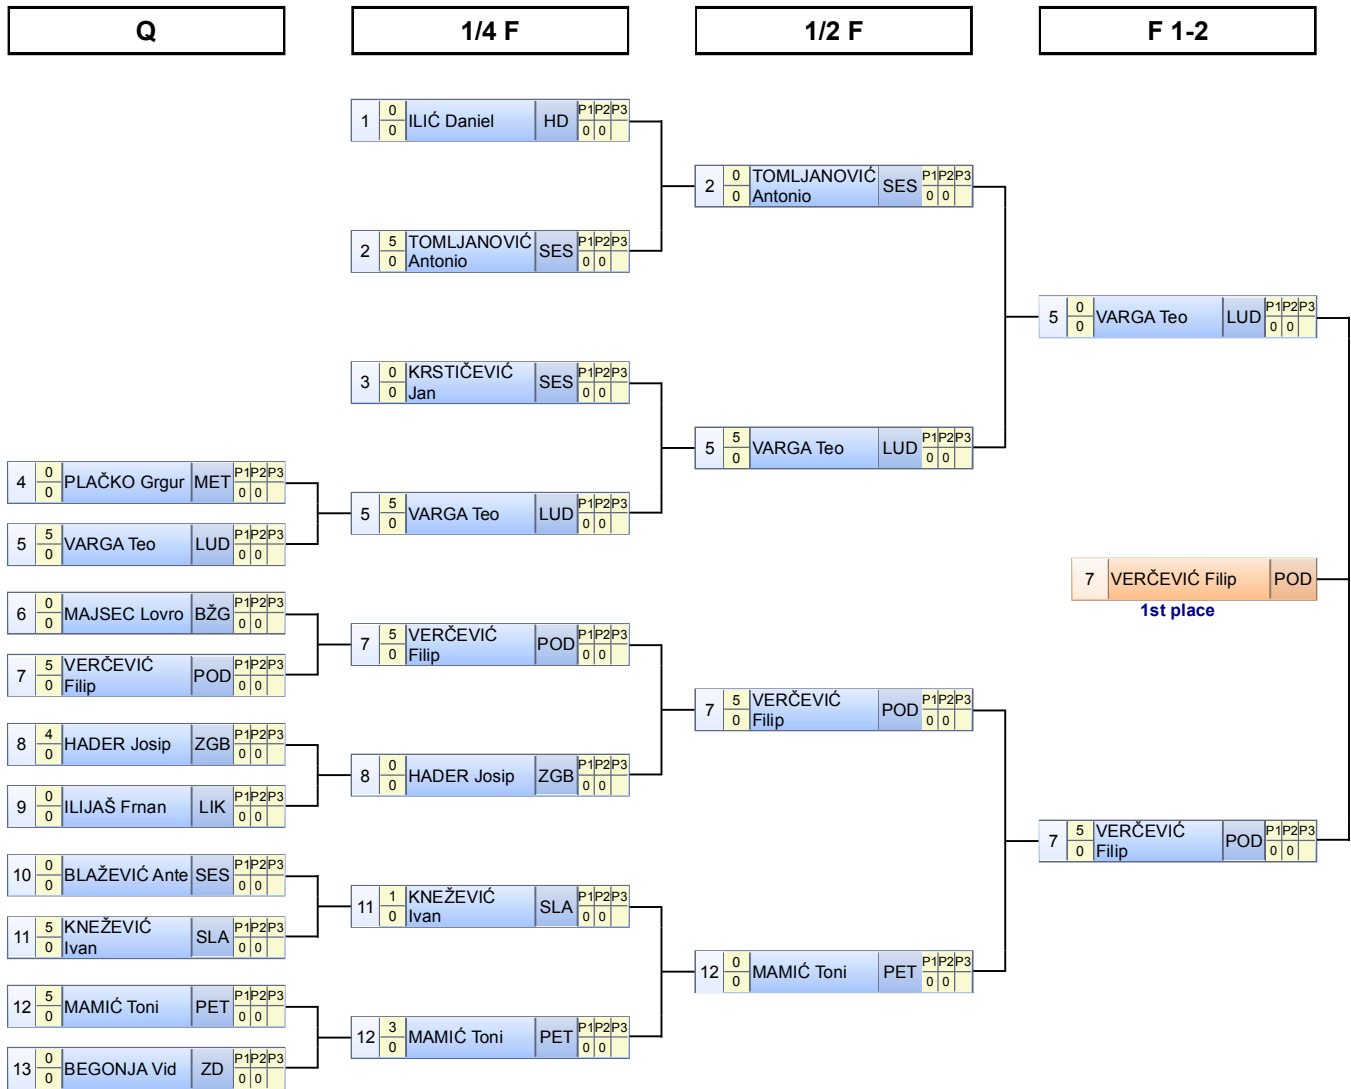 Q
1/4 F
1/2 F
F 1-2
1 0 ILIĆ Daniel HD P1 P2 P3
0 0 0
2 5 TOMLJANOVIĆ SES P1 P2 P3
0 Antonio 0 0
3 0 KRSTIČEVIĆ SES P1 P2 P3
0 Jan 0 0
4 0 PLAČKO Grgur MET P1 P2 P3
0 0 0
5 5 VARGA Teo LUD P1 P2 P3
0 0 0
6 0 MAJSEC Lovro BŽG P1 P2 P3
0 0 0
7 5 VERČEVIĆ POD P1 P2 P3
0 Filip 0 0
8 4 HADER Josip ZGB P1 P2 P3
0 0 0
9 0 ILIJAŠ Frnan LIK P1 P2 P3
0 0 0
10 0 BLAŽEVIĆ Ante SES P1 P2 P3
0 0 0
11 5 KNEŽEVIĆ SLA P1 P2 P3
0 Ivan 0 0
12 5 MAMIĆ Toni PET P1 P2 P3
0 0 0
13 0 BEGONJA Vid ZD P1 P2 P3
0 0 0
5 5 VARGA Teo LUD P1 P2 P3
0 0 0
7 5 VERČEVIĆ POD P1 P2 P3
0 Filip 0 0
8 0 HADER Josip ZGB P1 P2 P3
0 0 0
11 1 KNEŽEVIĆ SLA P1 P2 P3
0 Ivan 0 0
12 3 MAMIĆ Toni PET P1 P2 P3
0 0 0
2 0 TOMLJANOVIĆ SES P1 P2 P3
0 Antonio 0 0
5 5 VARGA Teo LUD P1 P2 P3
0 0 0
7 5 VERČEVIĆ POD P1 P2 P3
0 Filip 0 0
12 0 MAMIĆ Toni PET P1 P2 P3
0 0 0
5 0 VARGA Teo LUD P1 P2 P3
0 0 0
7 VERČEVIĆ Filip POD
1st place
7 5 VERČEVIĆ POD P1 P2 P3
0 Filip 0 0